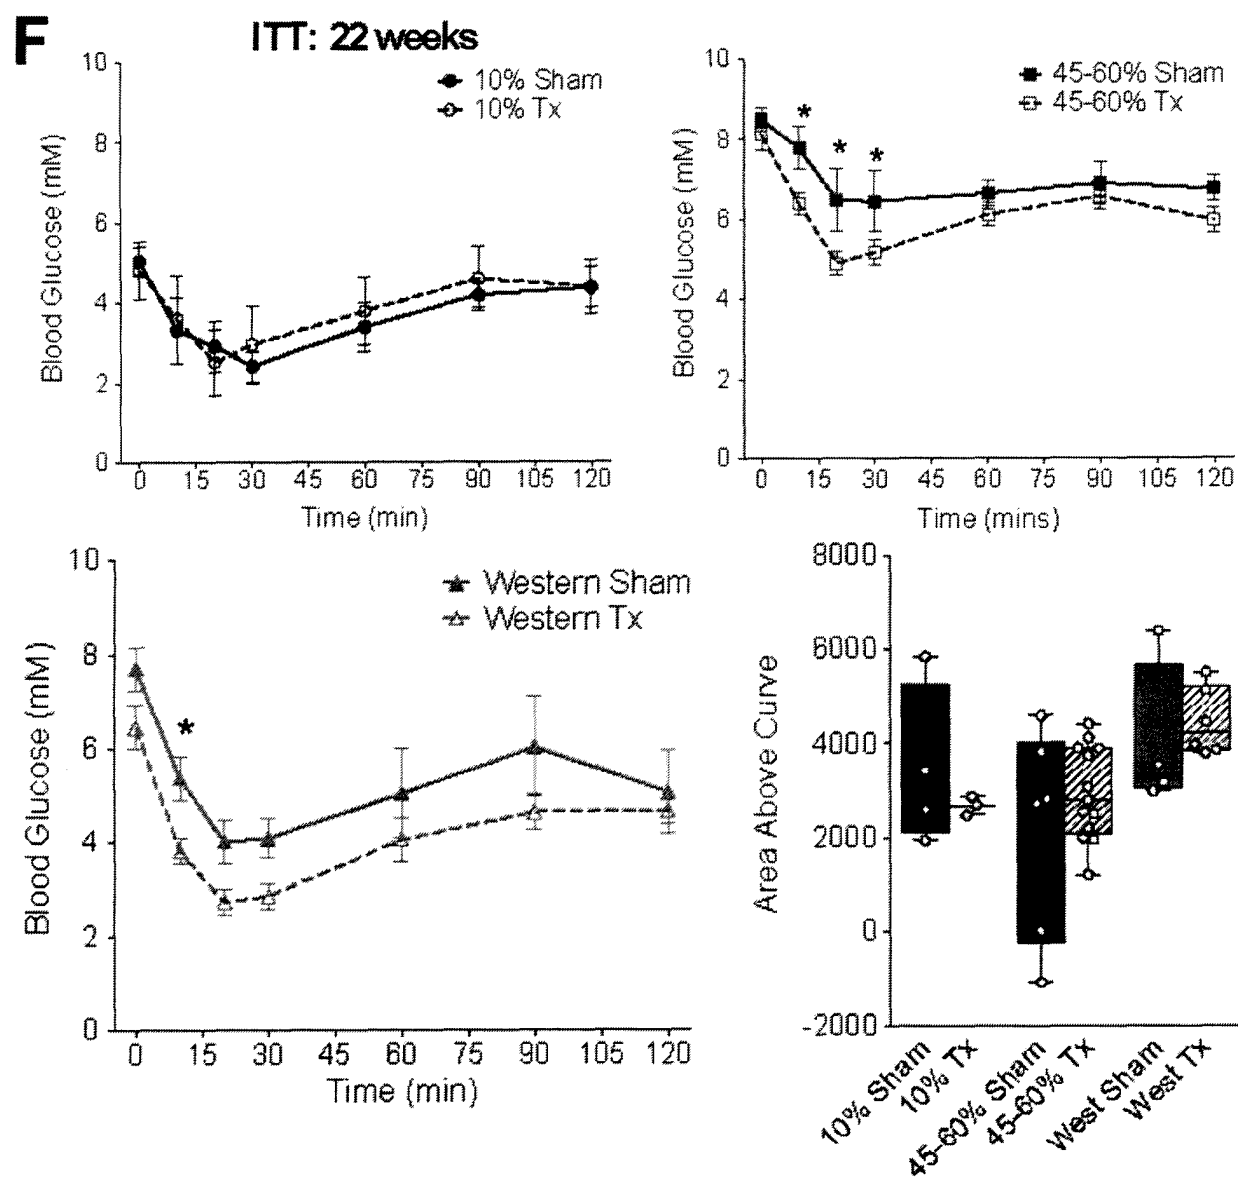 F
ITT: 22 weeks
10% Sham
10% Tx
Blood Glucose (mM)
10
8
6
4
2
0
0 15 30 45 60 75 90 105 120
Time (min)
45-60% Sham
45-60% Tx
* * *
Blood Glucose (mM)
10
8
6
4
2
0
0 15 30 45 60 75 90 105 120
Time (mins)
Western Sham
Western Tx
*
Blood Glucose (mM)
10
8
6
4
2
0
0 15 30 45 60 75 90 105 120
Time (min)
Area Above Curve
8000
6000
4000
2000
0
-2000
10% Sham
10% Tx
45-60% Sham
45-60% Tx
West Sham
West Tx